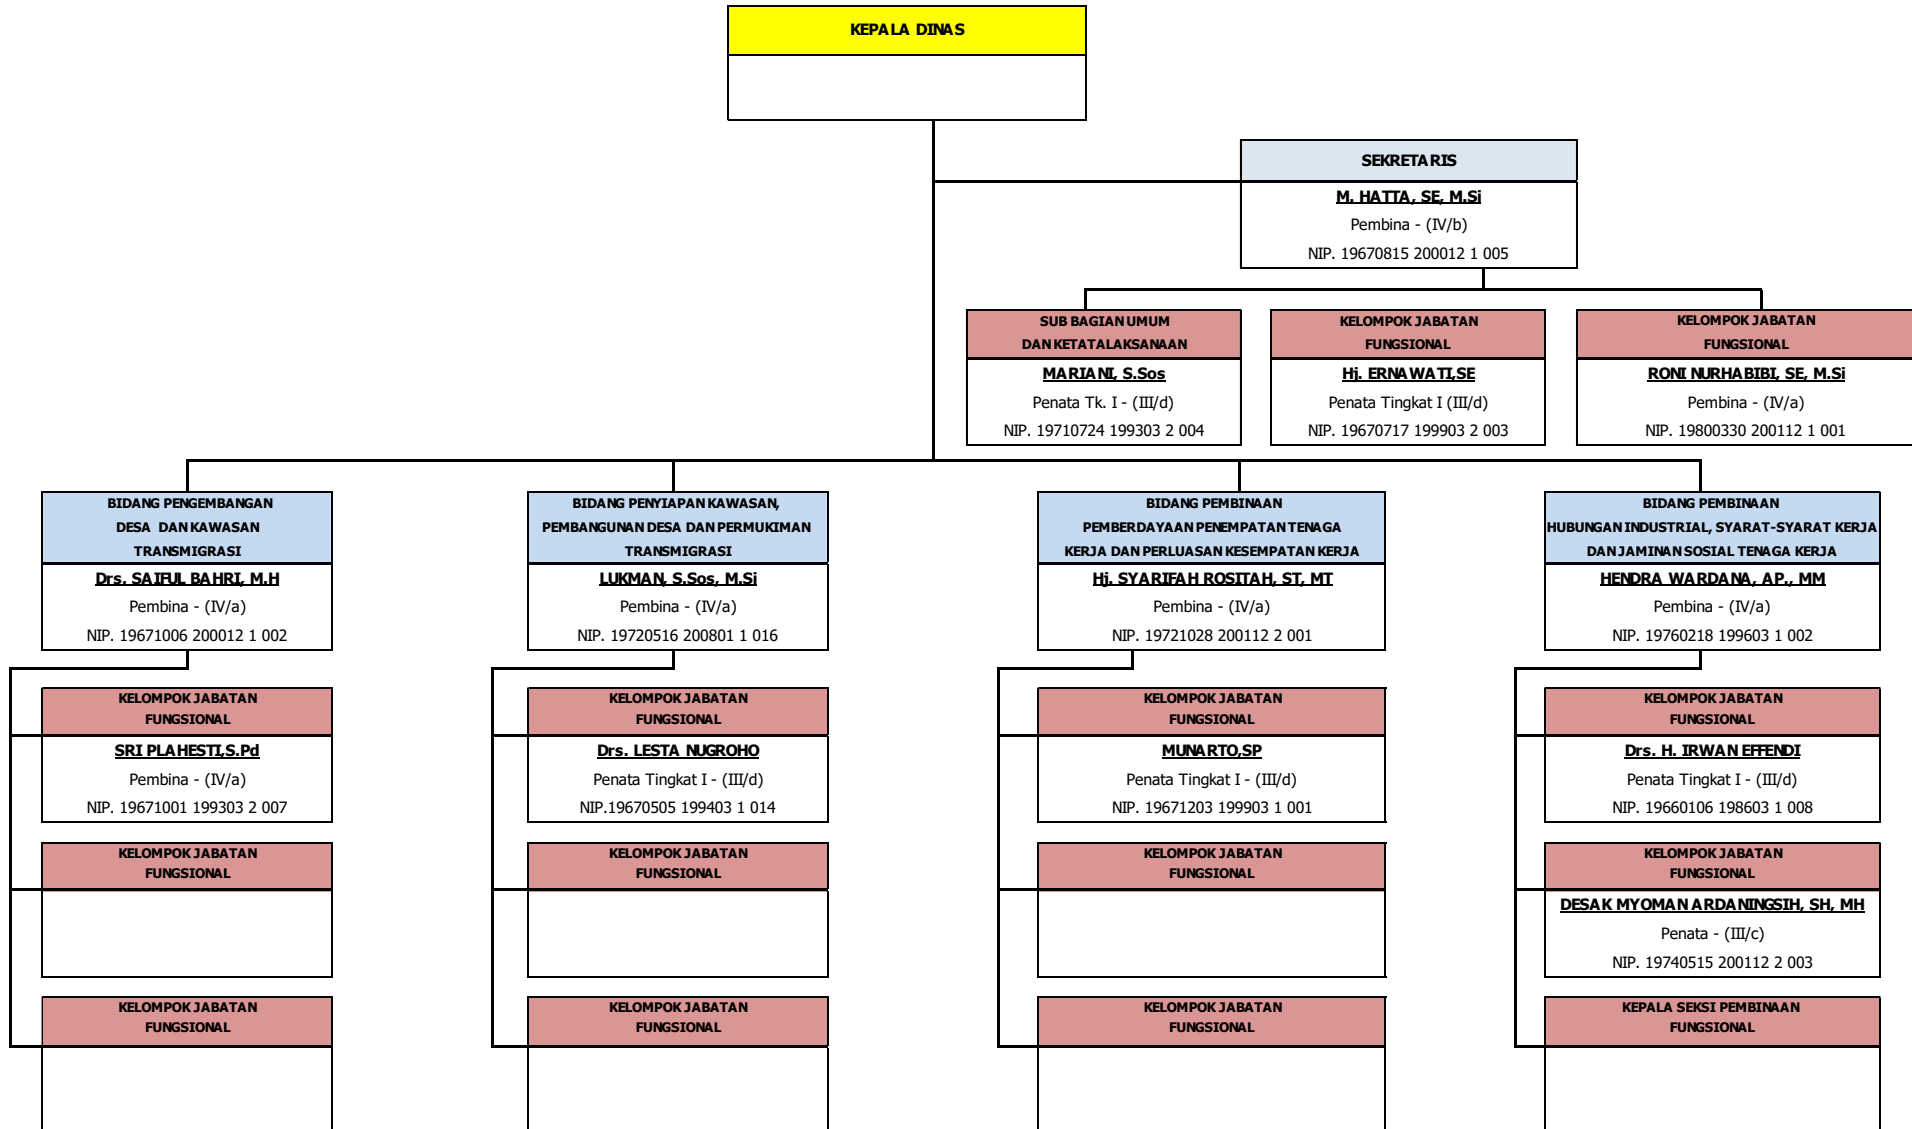 KEPALA DINAS
SEKRETARIS
M. HATTA, SE, M.Si
Pembina - (IV/b)
NIP. 19670815 200012 1 005
SUB BAGIAN UMUM
DAN KETATALAKSANAAN
MARIANI, S.Sos
Penata Tk. I - (III/d)
NIP. 19710724 199303 2 004
KELOMPOK JABATAN
FUNGSIONAL
Hj. ERNAWATI,SE
Penata Tingkat I (III/d)
NIP. 19670717 199903 2 003
KELOMPOK JABATAN
FUNGSIONAL
RONI NURHABIBI, SE, M.Si
Pembina - (IV/a)
NIP. 19800330 200112 1 001
BIDANG PENGEMBANGAN
DESA DAN KAWASAN
TRANSMIGRASI
Drs. SAIFUL BAHRI, M.H
Pembina - (IV/a)
NIP. 19671006 200012 1 002
BIDANG PENYIAPAN KAWASAN,
PEMBANGUNAN DESA DAN PERMUKIMAN
TRANSMIGRASI
LUKMAN, S.Sos, M.Si
Pembina - (IV/a)
NIP. 19720516 200801 1 016
BIDANG PEMBINAAN
PEMBERDAYAAN PENEMPATAN TENAGA
KERJA DAN PERLUASAN KESEMPATAN KERJA
Hj. SYARIFAH ROSITAH, ST, MT
Pembina - (IV/a)
NIP. 19721028 200112 2 001
BIDANG PEMBINAAN
HUBUNGAN INDUSTRIAL, SYARAT-SYARAT KERJA
DAN JAMINAN SOSIAL TENAGA KERJA
HENDRA WARDANA, AP., MM
Pembina - (IV/a)
NIP. 19760218 199603 1 002
KELOMPOK JABATAN
FUNGSIONAL
SRI PLAHESTI,S.Pd
Pembina - (IV/a)
NIP. 19671001 199303 2 007
KELOMPOK JABATAN
FUNGSIONAL
Drs. LESTA NUGROHO
Penata Tingkat I - (III/d)
NIP.19670505 199403 1 014
KELOMPOK JABATAN
FUNGSIONAL
MUNARTO,SP
Penata Tingkat I - (III/d)
NIP. 19671203 199903 1 001
KELOMPOK JABATAN
FUNGSIONAL
Drs. H. IRWAN EFFENDI
Penata Tingkat I - (III/d)
NIP. 19660106 198603 1 008
KELOMPOK JABATAN
FUNGSIONAL
KELOMPOK JABATAN
FUNGSIONAL
KELOMPOK JABATAN
FUNGSIONAL
KELOMPOK JABATAN
FUNGSIONAL
DESAK MYOMAN ARDANINGSIH, SH, MH
Penata - (III/c)
NIP. 19740515 200112 2 003
KELOMPOK JABATAN
FUNGSIONAL
KELOMPOK JABATAN
FUNGSIONAL
KELOMPOK JABATAN
FUNGSIONAL
KEPALA SEKSI PEMBINAAN
FUNGSIONAL